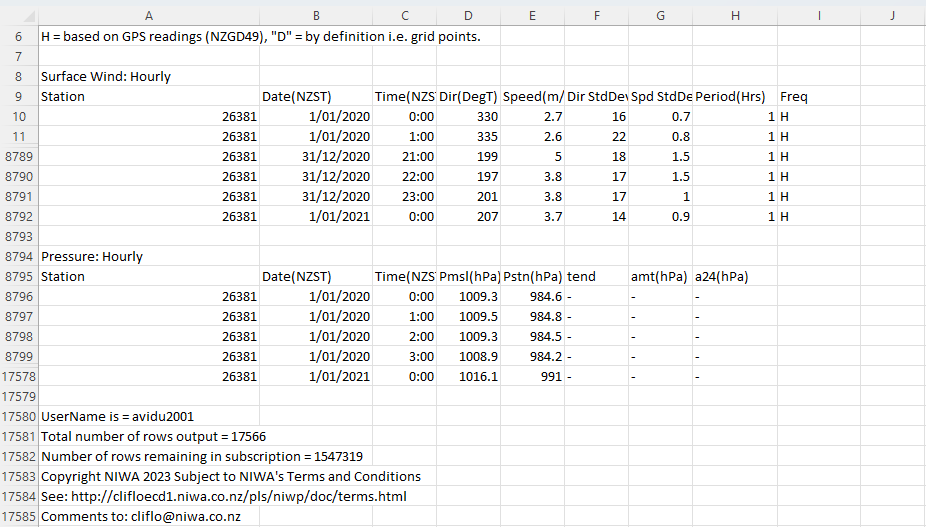 A B C D E F G H I J
6 H = based on GPS readings (NZGD49), "D" = by definition i.e. grid points.
7
8 Surface Wind: Hourly
9 Station Date(NZST) Time(NZS Dir(DegT) Speed(m/ Dir StdDev Spd StdDe Period(Hrs) Freq
10 26381 1/01/2020 0:00 330 2.7 16 0.7 1 H
11 26381 1/01/2020 1:00 335 2.6 22 0.8 1 H
8789 26381 31/12/2020 21:00 199 5 18 1.5 1 H
8790 26381 31/12/2020 22:00 197 3.8 17 1.5 1 H
8791 26381 31/12/2020 23:00 201 3.8 17 1 1 H
8792 26381 1/01/2021 0:00 207 3.7 14 0.9 1 H
8793
8794 Pressure: Hourly
8795 Station Date(NZST) Time(NZS Pmsl(hPa) Pstn(hPa) tend amt(hPa) a24(hPa)
8796 26381 1/01/2020 0:00 1009.3 984.6 - - -
8797 26381 1/01/2020 1:00 1009.5 984.8 - - -
8798 26381 1/01/2020 2:00 1009.3 984.5 - - -
8799 26381 1/01/2020 3:00 1008.9 984.2 - - -
17578 26381 1/01/2021 0:00 1016.1 991 - - -
17579
17580 UserName is = avidu2001
17581 Total number of rows output = 17566
17582 Number of rows remaining in subscription = 1547319
17583 Copyright NIWA 2023 Subject to NIWA's Terms and Conditions
17584 See: http://clifloecd1.niwa.co.nz/pls/niwp/doc/terms.html
17585 Comments to: cliflo@niwa.co.nz